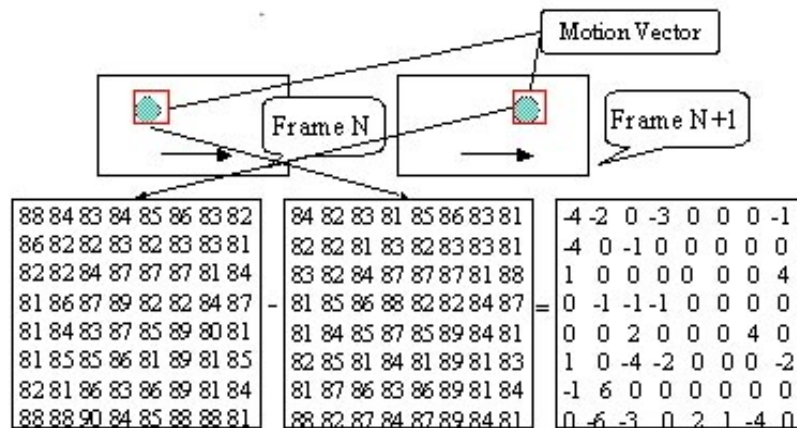 Motion Vector
Frame N
Frame N+1
88 84 83 84 85 86 83 82
86 82 82 83 82 83 83 81
82 82 84 87 87 87 81 84
81 86 87 89 82 82 84 87
81 84 83 87 85 89 80 81
81 85 85 86 81 89 81 85
82 81 86 83 86 89 81 84
88 88 90 84 85 88 88 81
-
84 82 83 81 85 86 83 81
82 82 81 83 82 83 83 81
83 82 84 87 87 87 81 88
81 85 86 88 82 82 84 87
81 84 85 87 85 89 84 81
82 85 81 84 81 89 81 83
81 87 86 83 86 89 81 84
88 82 87 84 87 89 84 81
=
-4 -2 0 -3 0 0 0 -1
-4 0 -1 0 0 0 0 0
1 0 0 0 0 0 0 4
0 -1 -1 -1 0 0 0 0
0 0 2 0 0 0 4 0
1 0 -4 -2 0 0 0 -2
-1 6 0 0 0 0 0 0
0 -6 -3 0 2 1 -4 0